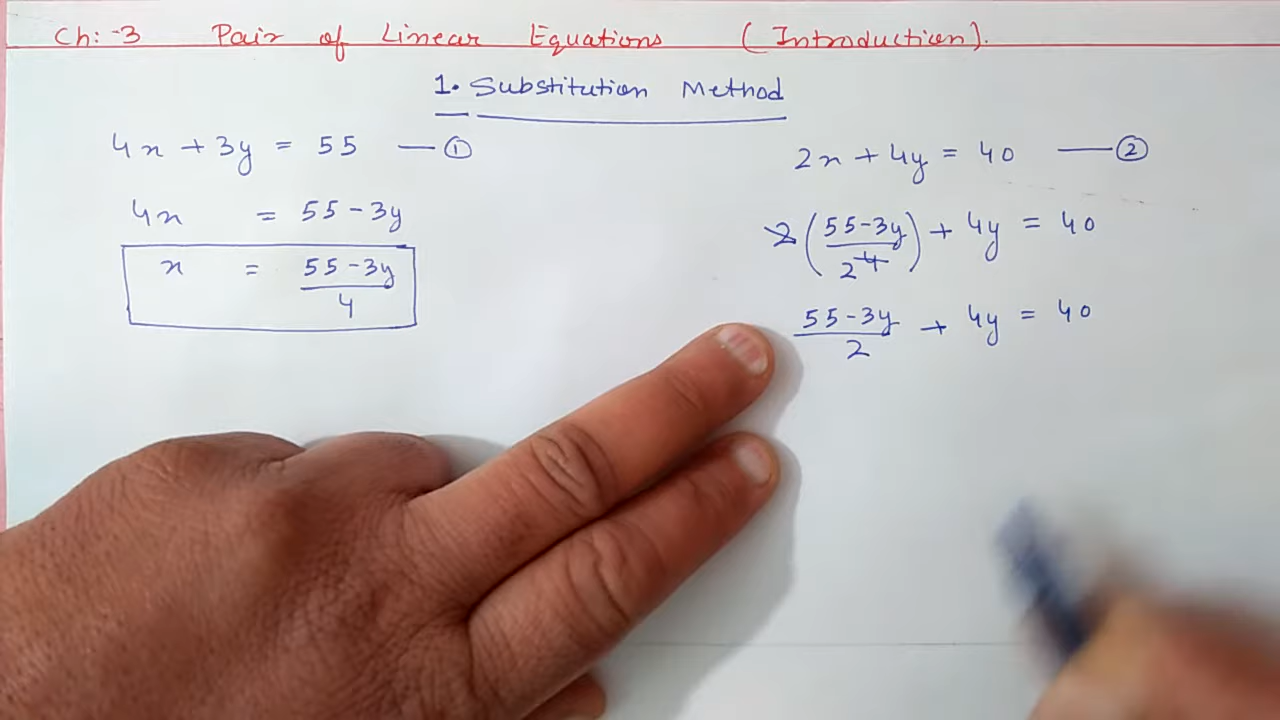 Ch:-3 Pair of Linear Equations (Introduction).
1. Substitution Method
4x + 3y = 55 — ①
4x = 55 - 3y
x = (55 - 3y)/4
2x + 4y = 40 — ②
2((55-3y)/2 4) + 4y = 40
(55-3y)/2 + 4y = 40